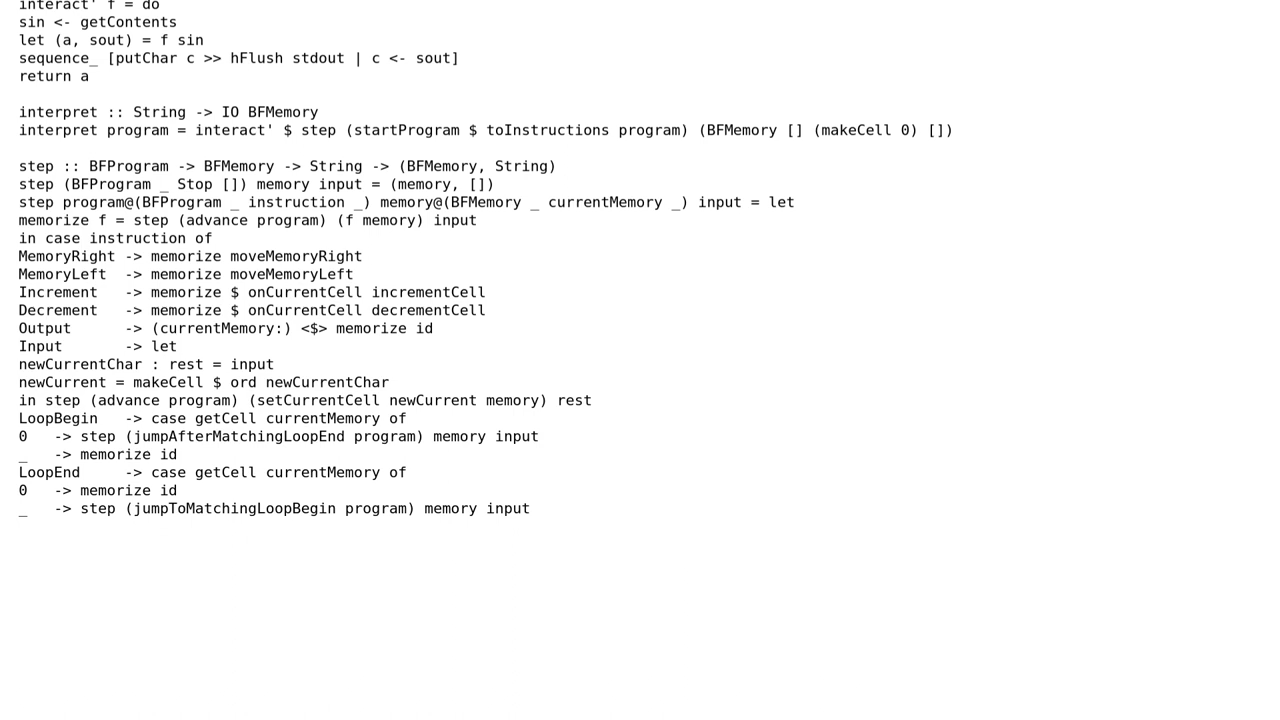 interact' f = do
sin <- getContents
let (a, sout) = f sin
sequence_ [putChar c >> hFlush stdout | c <- sout]
return a

interpret :: String -> IO BFMemory
interpret program = interact' $ step (startProgram $ toInstructions program) (BFMemory [] (makeCell 0) [])

step :: BFProgram -> BFMemory -> String -> (BFMemory, String)
step (BFProgram _ Stop []) memory input = (memory, [])
step program@(BFProgram _ instruction _) memory@(BFMemory _ currentMemory _) input = let
memorize f = step (advance program) (f memory) input
in case instruction of
MemoryRight -> memorize moveMemoryRight
MemoryLeft  -> memorize moveMemoryLeft
Increment   -> memorize $ onCurrentCell incrementCell
Decrement   -> memorize $ onCurrentCell decrementCell
Output      -> (currentMemory:) <$> memorize id
Input       -> let
newCurrentChar : rest = input
newCurrent = makeCell $ ord newCurrentChar
in step (advance program) (setCurrentCell newCurrent memory) rest
LoopBegin   -> case getCell currentMemory of
0   -> step (jumpAfterMatchingLoopEnd program) memory input
_   -> memorize id
LoopEnd     -> case getCell currentMemory of
0   -> memorize id
_   -> step (jumpToMatchingLoopBegin program) memory input